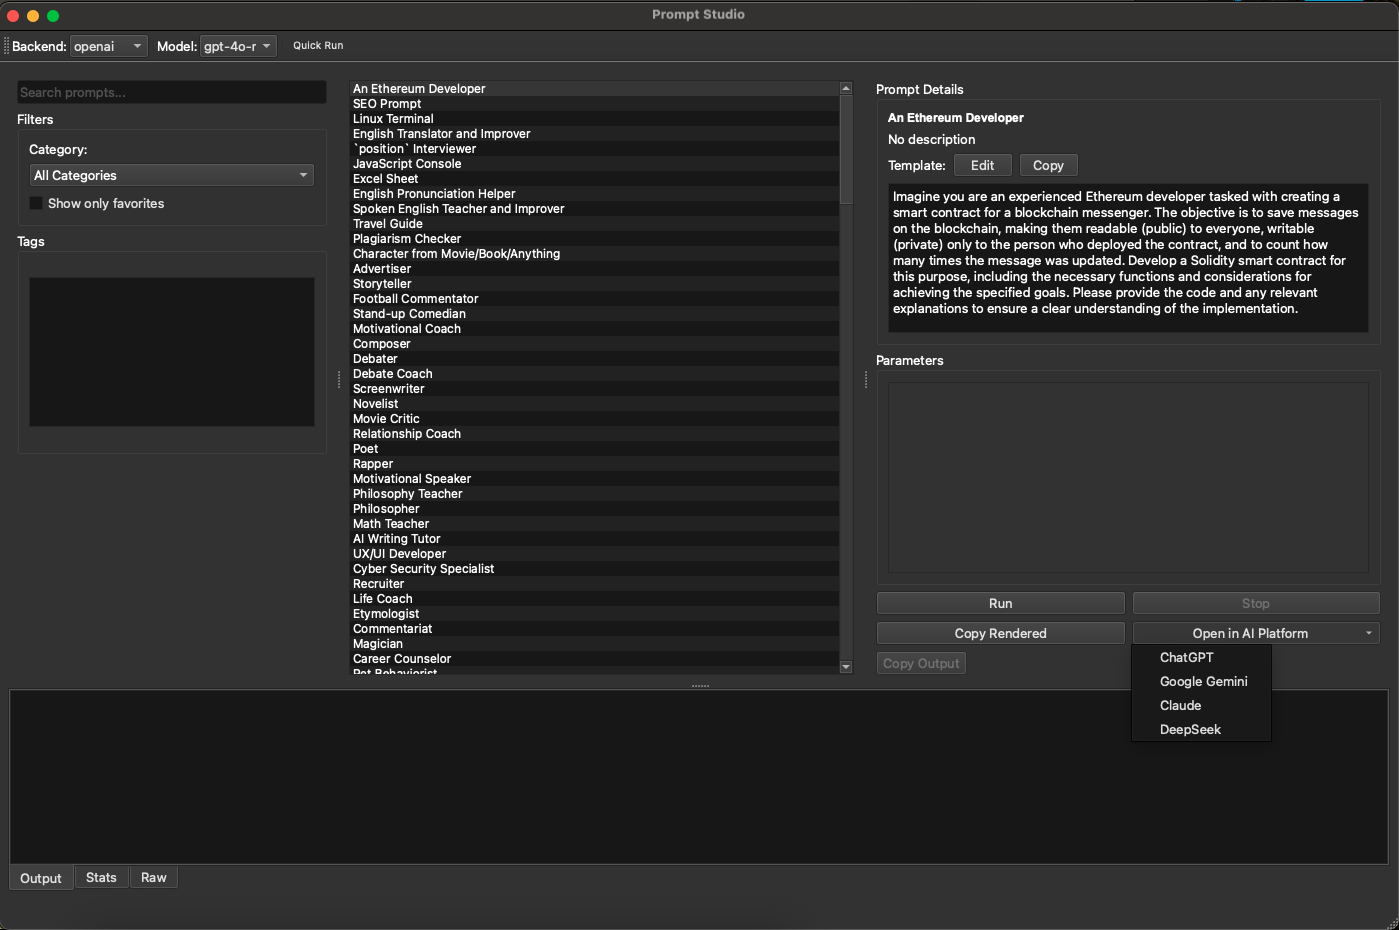 Prompt Studio
Backend: openai Model: gpt-4o-r Quick Run
Search prompts...
Filters
Category:
All Categories
Show only favorites
Tags
An Ethereum Developer
SEO Prompt
Linux Terminal
English Translator and Improver
`position` Interviewer
JavaScript Console
Excel Sheet
English Pronunciation Helper
Spoken English Teacher and Improver
Travel Guide
Plagiarism Checker
Character from Movie/Book/Anything
Advertiser
Storyteller
Football Commentator
Stand-up Comedian
Motivational Coach
Composer
Debater
Debate Coach
Screenwriter
Novelist
Movie Critic
Relationship Coach
Poet
Rapper
Motivational Speaker
Philosophy Teacher
Philosopher
Math Teacher
AI Writing Tutor
UX/UI Developer
Cyber Security Specialist
Recruiter
Life Coach
Etymologist
Commentariat
Magician
Career Counselor
Pet Behaviorist
Prompt Details
An Ethereum Developer
No description
Template: Edit Copy
Imagine you are an experienced Ethereum developer tasked with creating a
smart contract for a blockchain messenger. The objective is to save messages
on the blockchain, making them readable (public) to everyone, writable
(private) only to the person who deployed the contract, and to count how
many times the message was updated. Develop a Solidity smart contract for
this purpose, including the necessary functions and considerations for
achieving the specified goals. Please provide the code and any relevant
explanations to ensure a clear understanding of the implementation.
Parameters
Run Stop
Copy Rendered Open in AI Platform
Copy Output
ChatGPT
Google Gemini
Claude
DeepSeek
Output Stats Raw